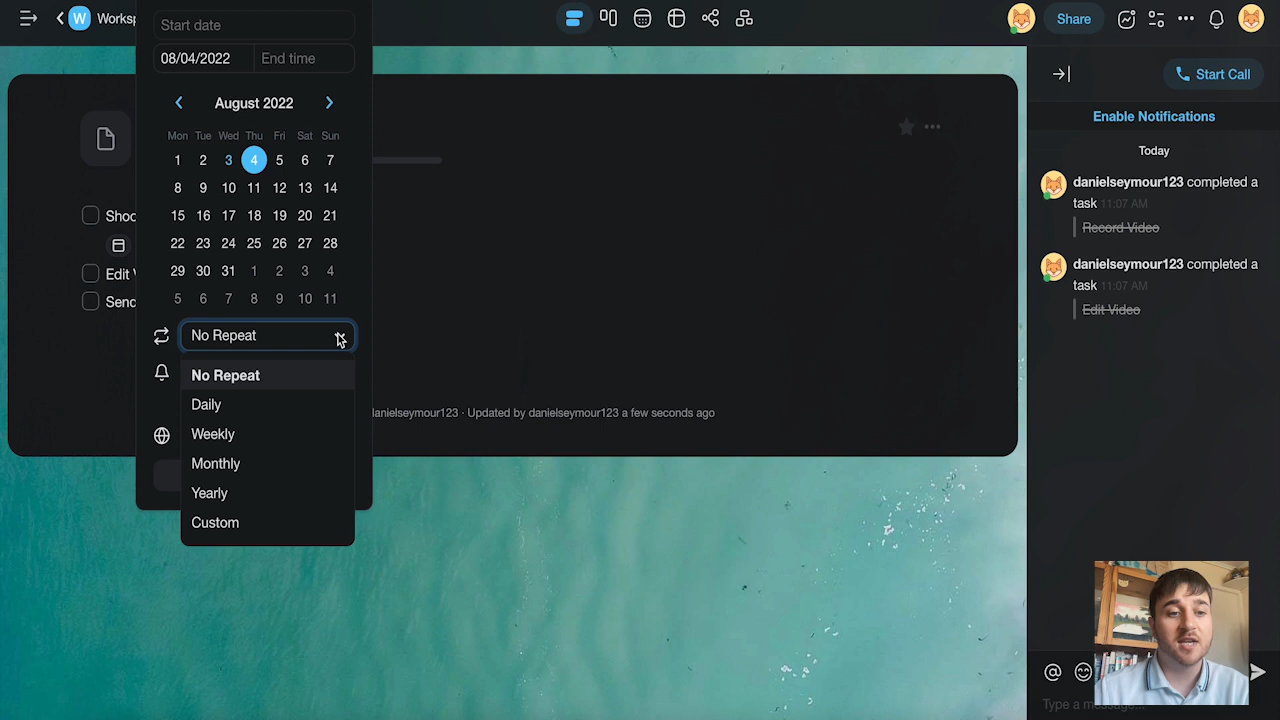 W Worksp
Share
Start date
08/04/2022 End time
August 2022
Mon Tue Wed Thu Fri Sat Sun
1 2 3 4 5 6 7
8 9 10 11 12 13 14
15 16 17 18 19 20 21
22 23 24 25 26 27 28
29 30 31 1 2 3 4
5 6 7 8 9 10 11
No Repeat
No Repeat
Daily
Weekly
Monthly
Yearly
Custom
Shoo
Edit
Send
danielseymour123 · Updated by danielseymour123 a few seconds ago
Start Call
Enable Notifications
Today
danielseymour123 completed a
task 11:07 AM
Record Video
danielseymour123 completed a
task 11:07 AM
Edit Video
@
Type a